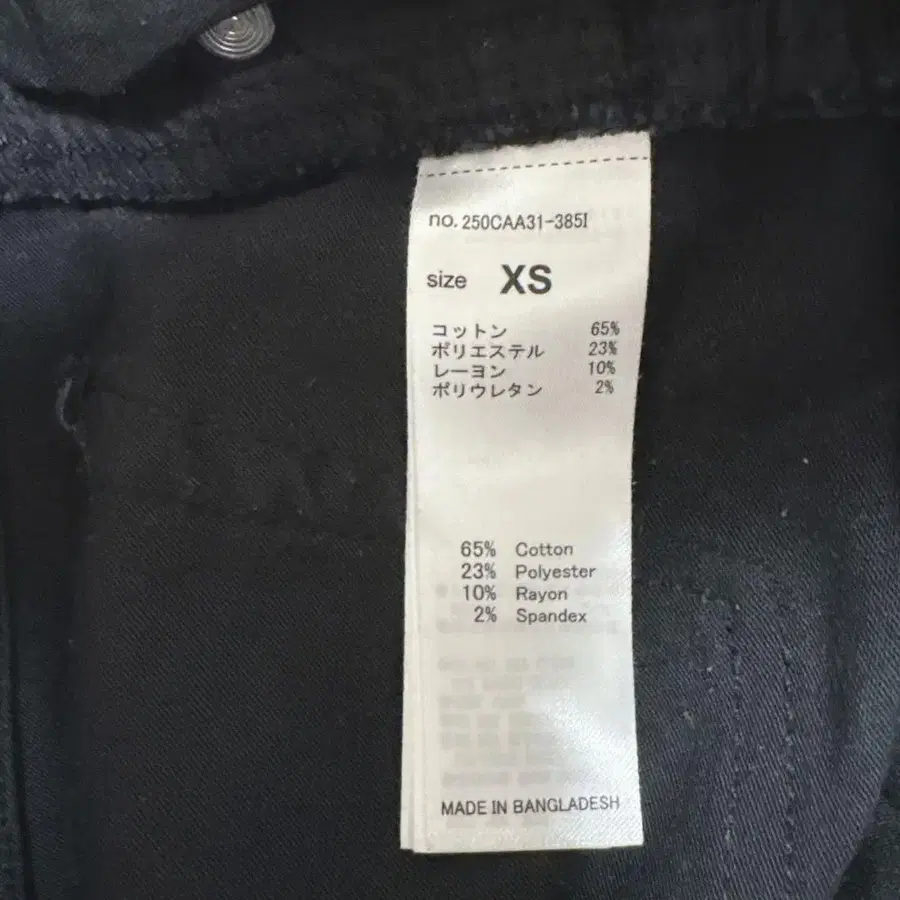 no. 250CAA31-385I
size XS
コットン 65%
ポリエステル 23%
レーヨン 10%
ポリウレタン 2%
65% Cotton
23% Polyester
10% Rayon
2% Spandex
MADE IN BANGLADESH